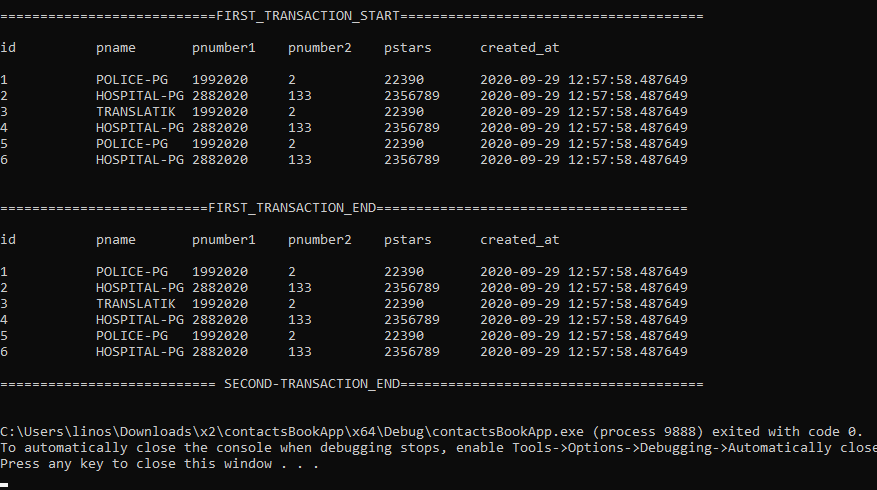 ===========================FIRST_TRANSACTION_START======================================
id pname pnumber1 pnumber2 pstars created_at
1 POLICE-PG 1992020 2 22390 2020-09-29 12:57:58.487649
2 HOSPITAL-PG 2882020 133 2356789 2020-09-29 12:57:58.487649
3 TRANSLATIK 1992020 2 22390 2020-09-29 12:57:58.487649
4 HOSPITAL-PG 2882020 133 2356789 2020-09-29 12:57:58.487649
5 POLICE-PG 1992020 2 22390 2020-09-29 12:57:58.487649
6 HOSPITAL-PG 2882020 133 2356789 2020-09-29 12:57:58.487649
==========================FIRST_TRANSACTION_END=======================================
id pname pnumber1 pnumber2 pstars created_at
1 POLICE-PG 1992020 2 22390 2020-09-29 12:57:58.487649
2 HOSPITAL-PG 2882020 133 2356789 2020-09-29 12:57:58.487649
3 TRANSLATIK 1992020 2 22390 2020-09-29 12:57:58.487649
4 HOSPITAL-PG 2882020 133 2356789 2020-09-29 12:57:58.487649
5 POLICE-PG 1992020 2 22390 2020-09-29 12:57:58.487649
6 HOSPITAL-PG 2882020 133 2356789 2020-09-29 12:57:58.487649
=========================== SECOND-TRANSACTION_END======================================
C:\Users\linos\Downloads\x2\contactsBookApp\x64\Debug\contactsBookApp.exe (process 9888) exited with code 0.
To automatically close the console when debugging stops, enable Tools->Options->Debugging->Automatically close
Press any key to close this window . . .